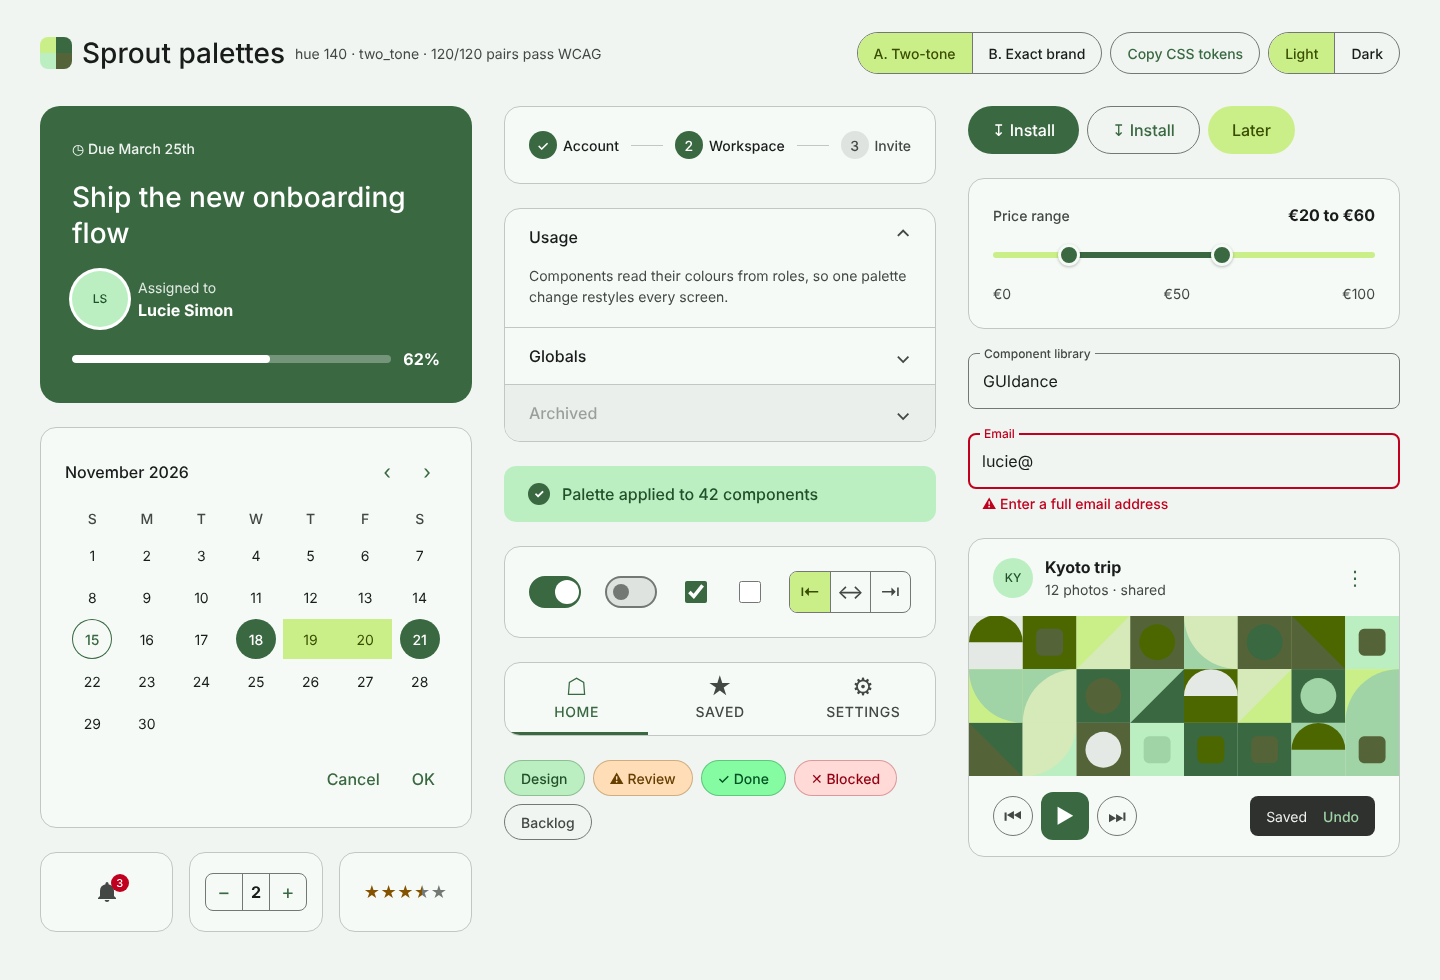 Sprout palettes
hue 140 · two_tone · 120/120 pairs pass WCAG
A. Two-tone
B. Exact brand
Copy CSS tokens
Light
Dark
Due March 25th
Ship the new onboarding
flow
LS
Assigned to
Lucie Simon
62%
November 2026
S M T W T F S
1 2 3 4 5 6 7
8 9 10 11 12 13 14
15 16 17 18 19 20 21
22 23 24 25 26 27 28
29 30
Cancel OK
3
− 2 +
★★★★★
Account
2 Workspace
3 Invite
Usage
Components read their colours from roles, so one palette
change restyles every screen.
Globals
Archived
Palette applied to 42 components
HOME
SAVED
SETTINGS
Design
Review
✓ Done
✕ Blocked
Backlog
↧ Install
↧ Install
Later
Price range
€20 to €60
€0 €50 €100
Component library
GUIdance
Email
lucie@
Enter a full email address
KY
Kyoto trip
12 photos · shared
Saved Undo